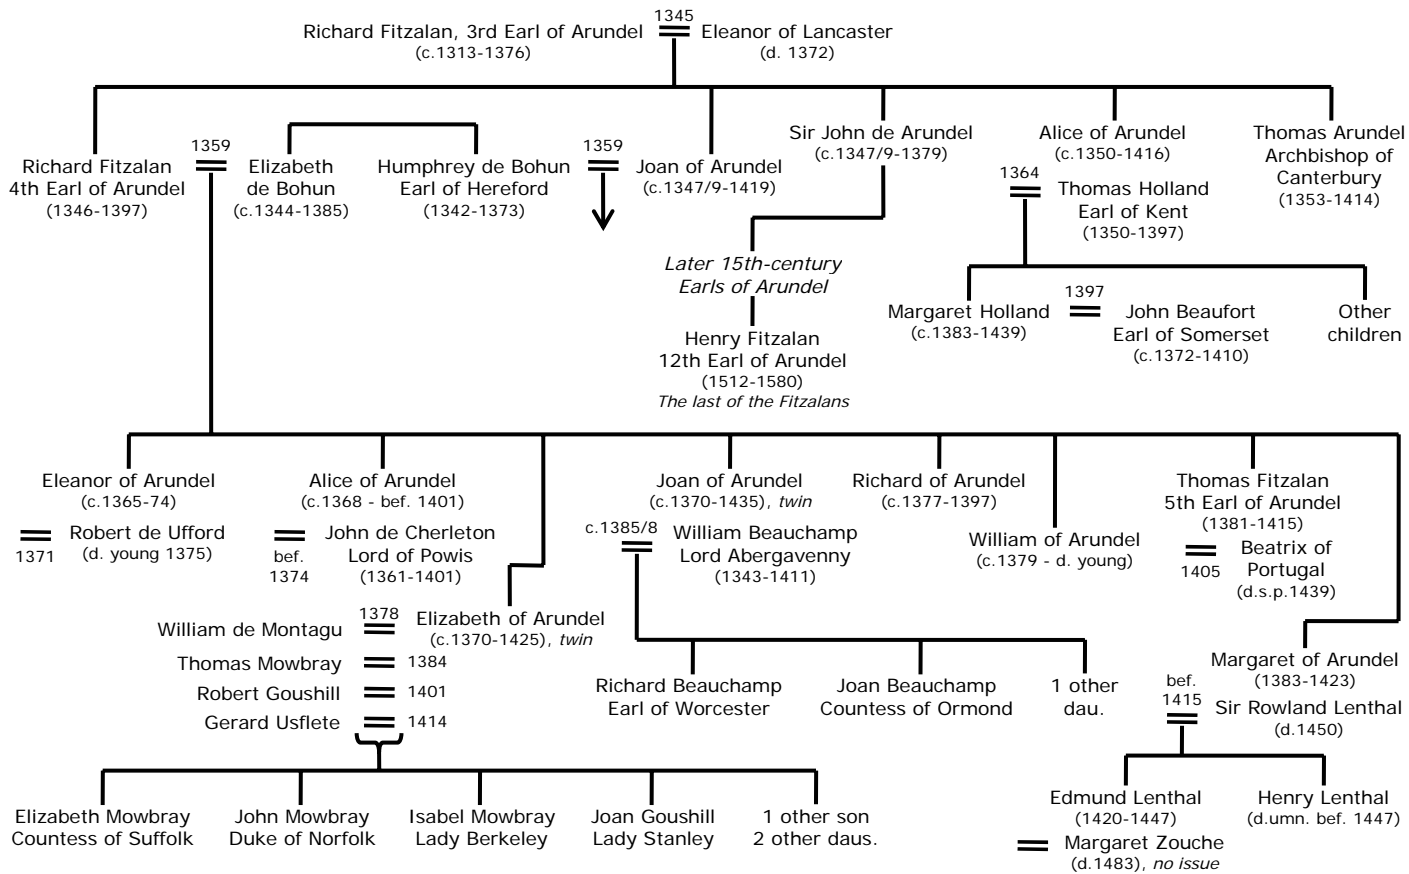 1345
Richard Fitzalan, 3rd Earl of Arundel
(c.1313-1376)
Eleanor of Lancaster
(d. 1372)
1359
Richard Fitzalan
4th Earl of Arundel
(1346-1397)
Elizabeth
de Bohun
(c.1344-1385)
Humphrey de Bohun
Earl of Hereford
(1342-1373)
1359
Joan of Arundel
(c.1347/9-1419)
Sir John de Arundel
(c.1347/9-1379)
Alice of Arundel
(c.1350-1416)
1364
Thomas Holland
Earl of Kent
(1350-1397)
Thomas Arundel
Archbishop of
Canterbury
(1353-1414)
Later 15th-century
Earls of Arundel
Henry Fitzalan
12th Earl of Arundel
(1512-1580)
The last of the Fitzalans
Margaret Holland
(c.1383-1439)
1397
John Beaufort
Earl of Somerset
(c.1372-1410)
Other
children
Eleanor of Arundel
(c.1365-74)
1371
Robert de Ufford
(d. young 1375)
Alice of Arundel
(c.1368 - bef. 1401)
bef.
1374
John de Cherleton
Lord of Powis
(1361-1401)
Elizabeth of Arundel
(c.1370-1425), twin
William de Montagu
1378
Thomas Mowbray
1384
Robert Goushill
1401
Gerard Usflete
1414
Joan of Arundel
(c.1370-1435), twin
c.1385/8
William Beauchamp
Lord Abergavenny
(1343-1411)
Richard of Arundel
(c.1377-1397)
William of Arundel
(c.1379 - d. young)
Thomas Fitzalan
5th Earl of Arundel
(1381-1415)
1405
Beatrix of
Portugal
(d.s.p.1439)
Margaret of Arundel
(1383-1423)
bef.
1415
Sir Rowland Lenthal
(d.1450)
Richard Beauchamp
Earl of Worcester
Joan Beauchamp
Countess of Ormond
1 other
dau.
Elizabeth Mowbray
Countess of Suffolk
John Mowbray
Duke of Norfolk
Isabel Mowbray
Lady Berkeley
Joan Goushill
Lady Stanley
1 other son
2 other daus.
Edmund Lenthal
(1420-1447)
Margaret Zouche
(d.1483), no issue
Henry Lenthal
(d.umn. bef. 1447)